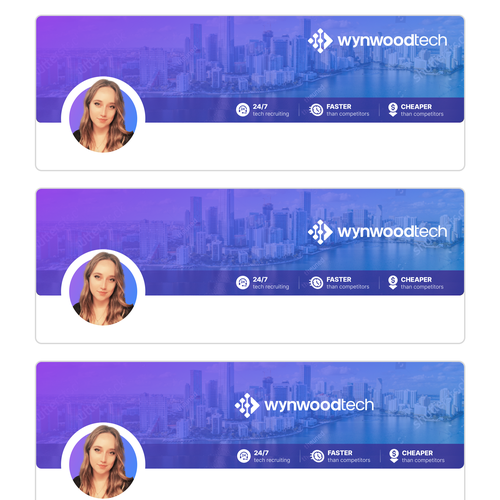 wynwoodtech
24/7
tech recruiting
FASTER
than competitors
CHEAPER
than competitors
wynwoodtech
24/7
tech recruiting
FASTER
than competitors
CHEAPER
than competitors
wynwoodtech
24/7
tech recruiting
FASTER
than competitors
CHEAPER
than competitors